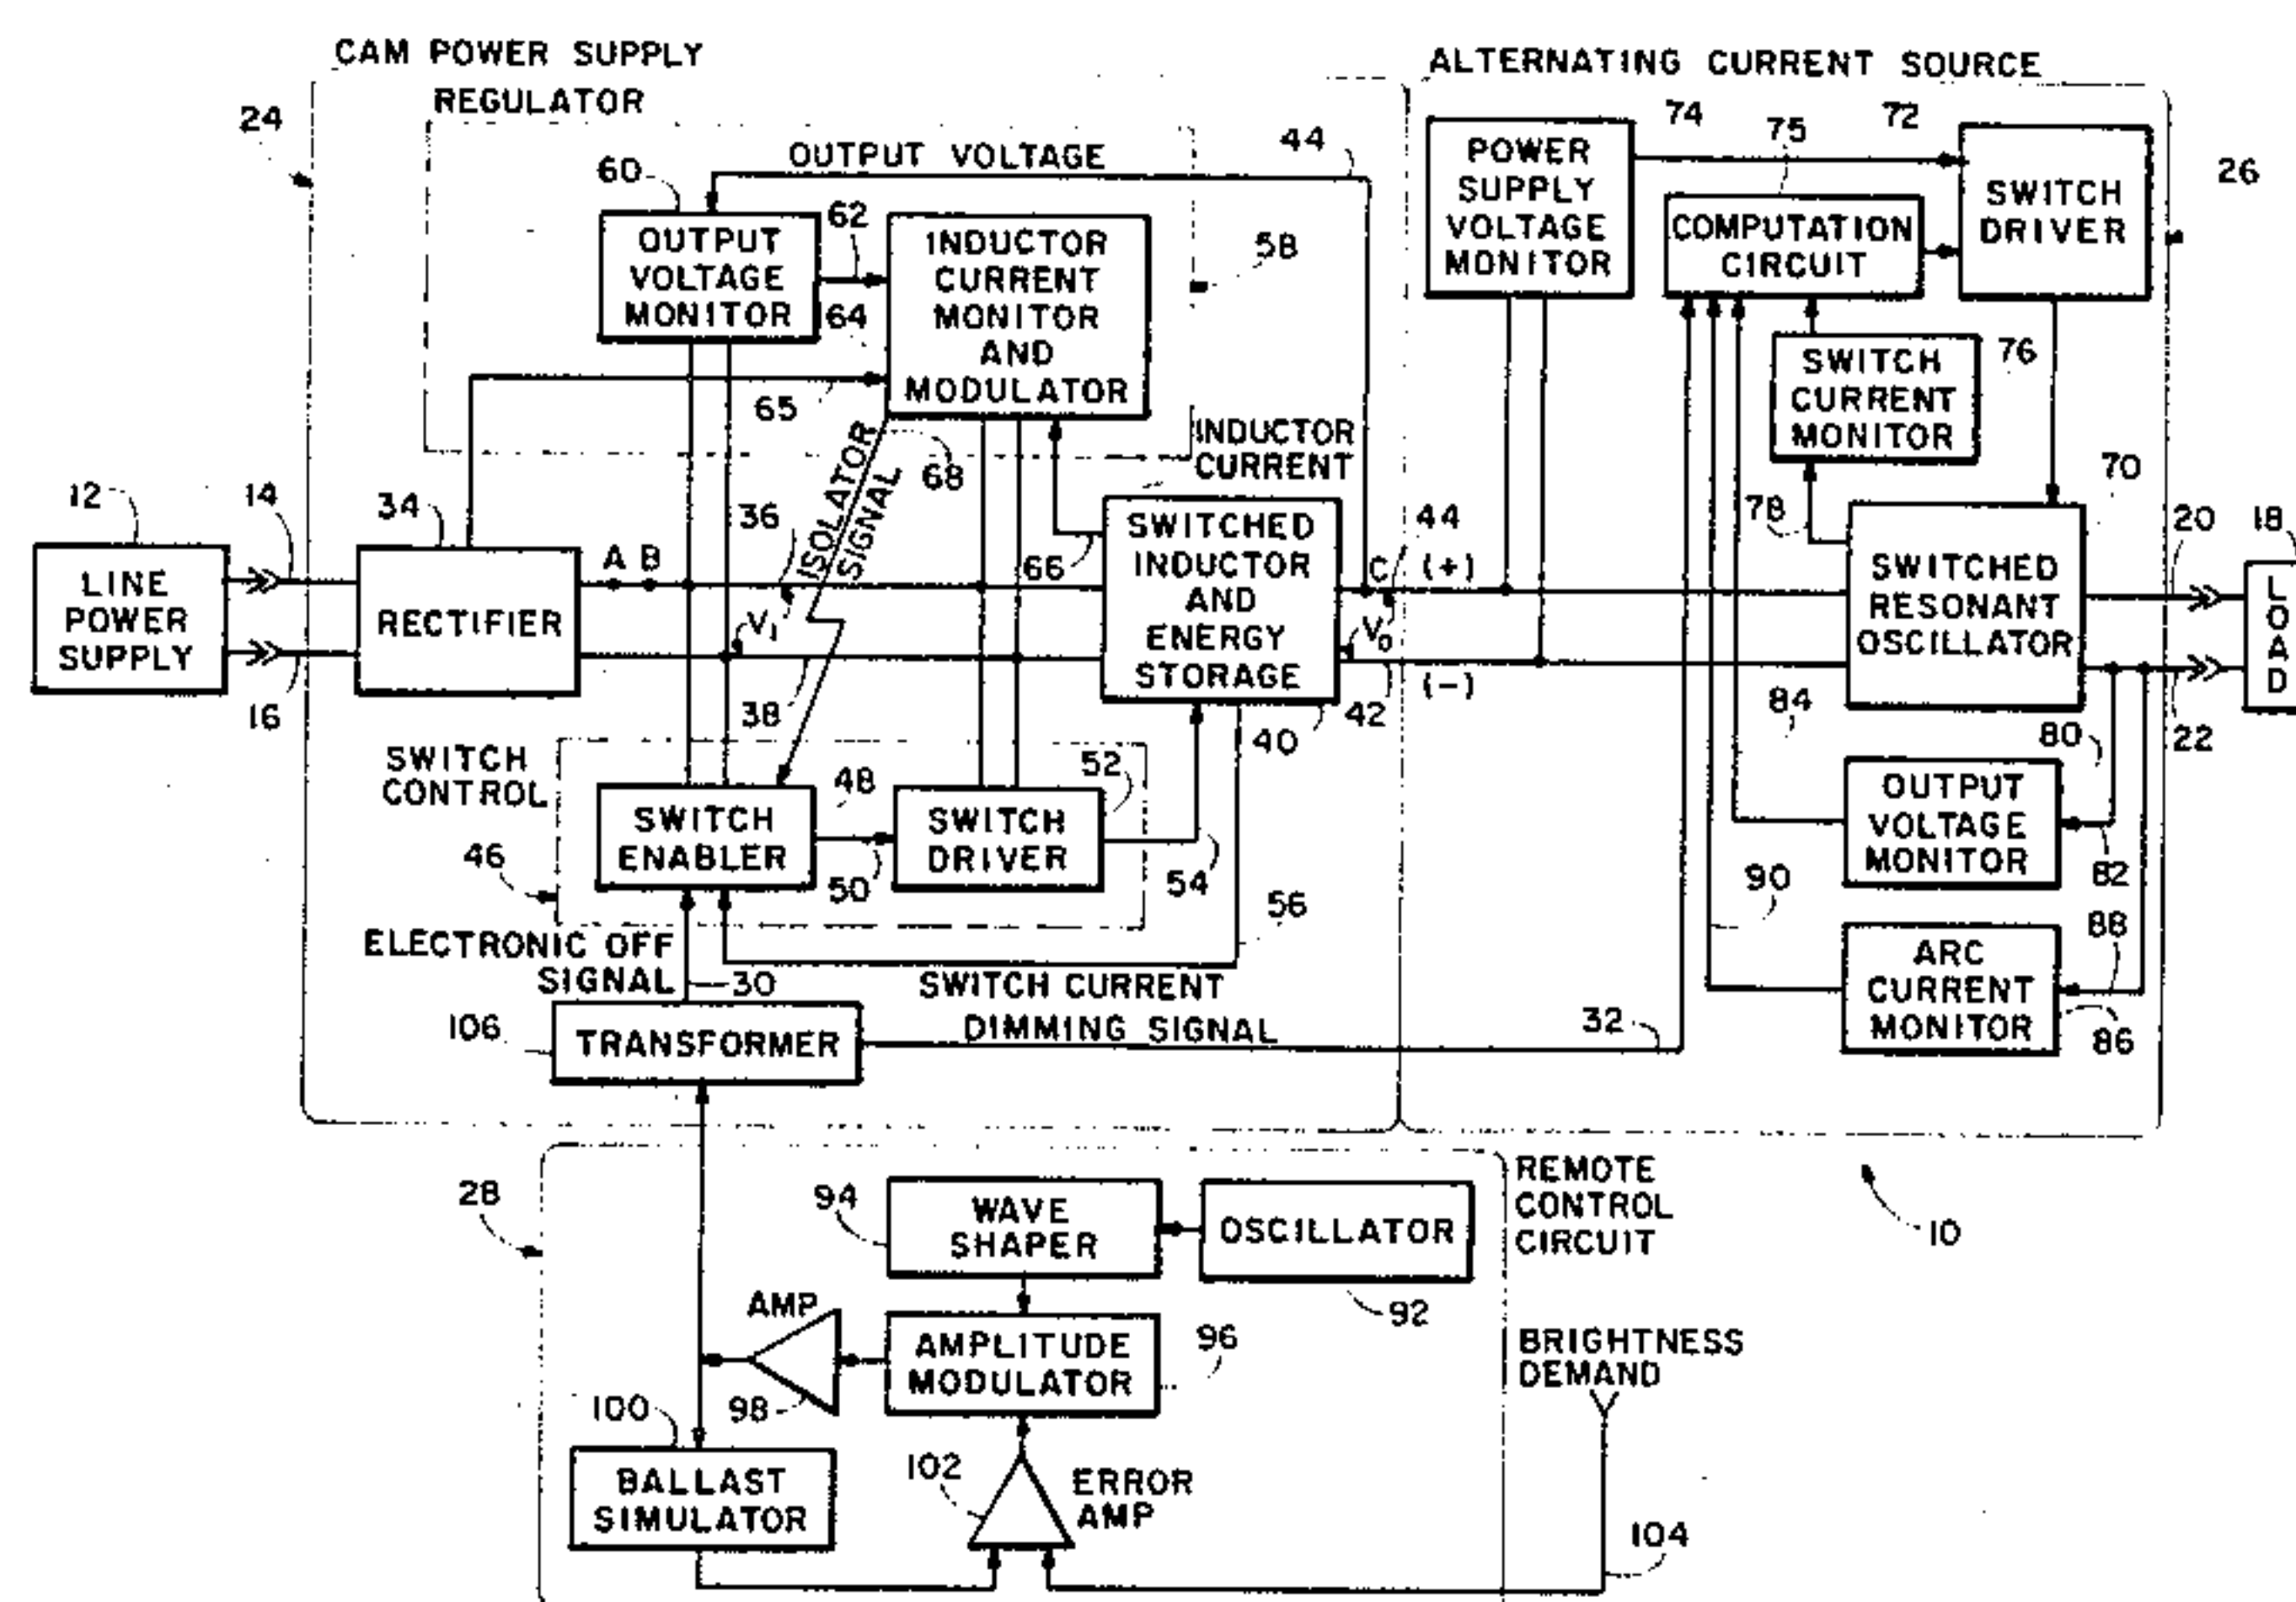 CAM POWER SUPPLY
REGULATOR
ALTERNATING CURRENT SOURCE
24
60
OUTPUT VOLTAGE
44
74
75
72
26
OUTPUT
VOLTAGE
MONITOR
62
64
65
INDUCTOR
CURRENT
MONITOR
AND
MODULATOR
58
POWER
SUPPLY
VOLTAGE
MONITOR
COMPUTATION
CIRCUIT
SWITCH
DRIVER
SWITCH
CURRENT
MONITOR
76
78
70
INDUCTOR
CURRENT
68
ISOLATOR
SIGNAL
12
14
34
36
66
44
20
18
LINE
POWER
SUPPLY
16
RECTIFIER
A B
V1
38
SWITCHED
INDUCTOR
AND
ENERGY
STORAGE
C (+)
V0
(-)
40
42
SWITCHED
RESONANT
OSCILLATOR
LOAD
22
84
80
SWITCH
CONTROL
46
SWITCH
ENABLER
48
50
SWITCH
DRIVER
52
54
56
OUTPUT
VOLTAGE
MONITOR
82
90
88
ARC
CURRENT
MONITOR
86
ELECTRONIC OFF
SIGNAL
30
SWITCH CURRENT
106
TRANSFORMER
DIMMING SIGNAL
32
28
94
WAVE
SHAPER
OSCILLATOR
92
REMOTE
CONTROL
CIRCUIT
10
AMP
98
AMPLITUDE
MODULATOR
96
BRIGHTNESS
DEMAND
100
BALLAST
SIMULATOR
102
ERROR
AMP
104